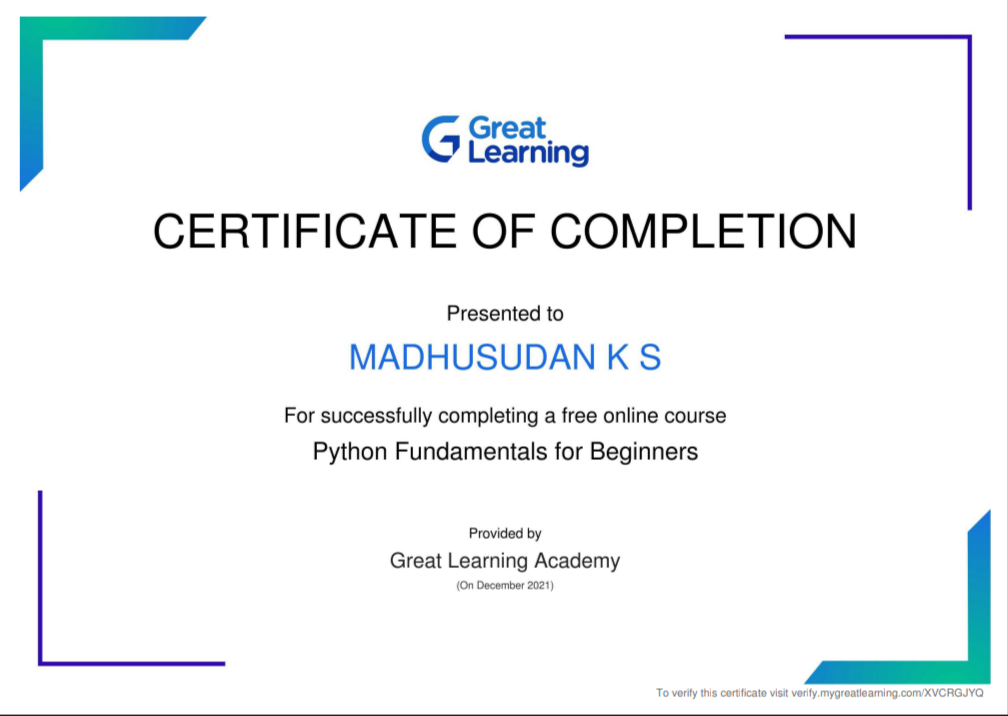 Great
Learning
CERTIFICATE OF COMPLETION
Presented to
MADHUSUDAN K S
For successfully completing a free online course
Python Fundamentals for Beginners
Provided by
Great Learning Academy
(On December 2021)
To verify this certificate visit verify.mygreatlearning.com/XVCRGJYQ